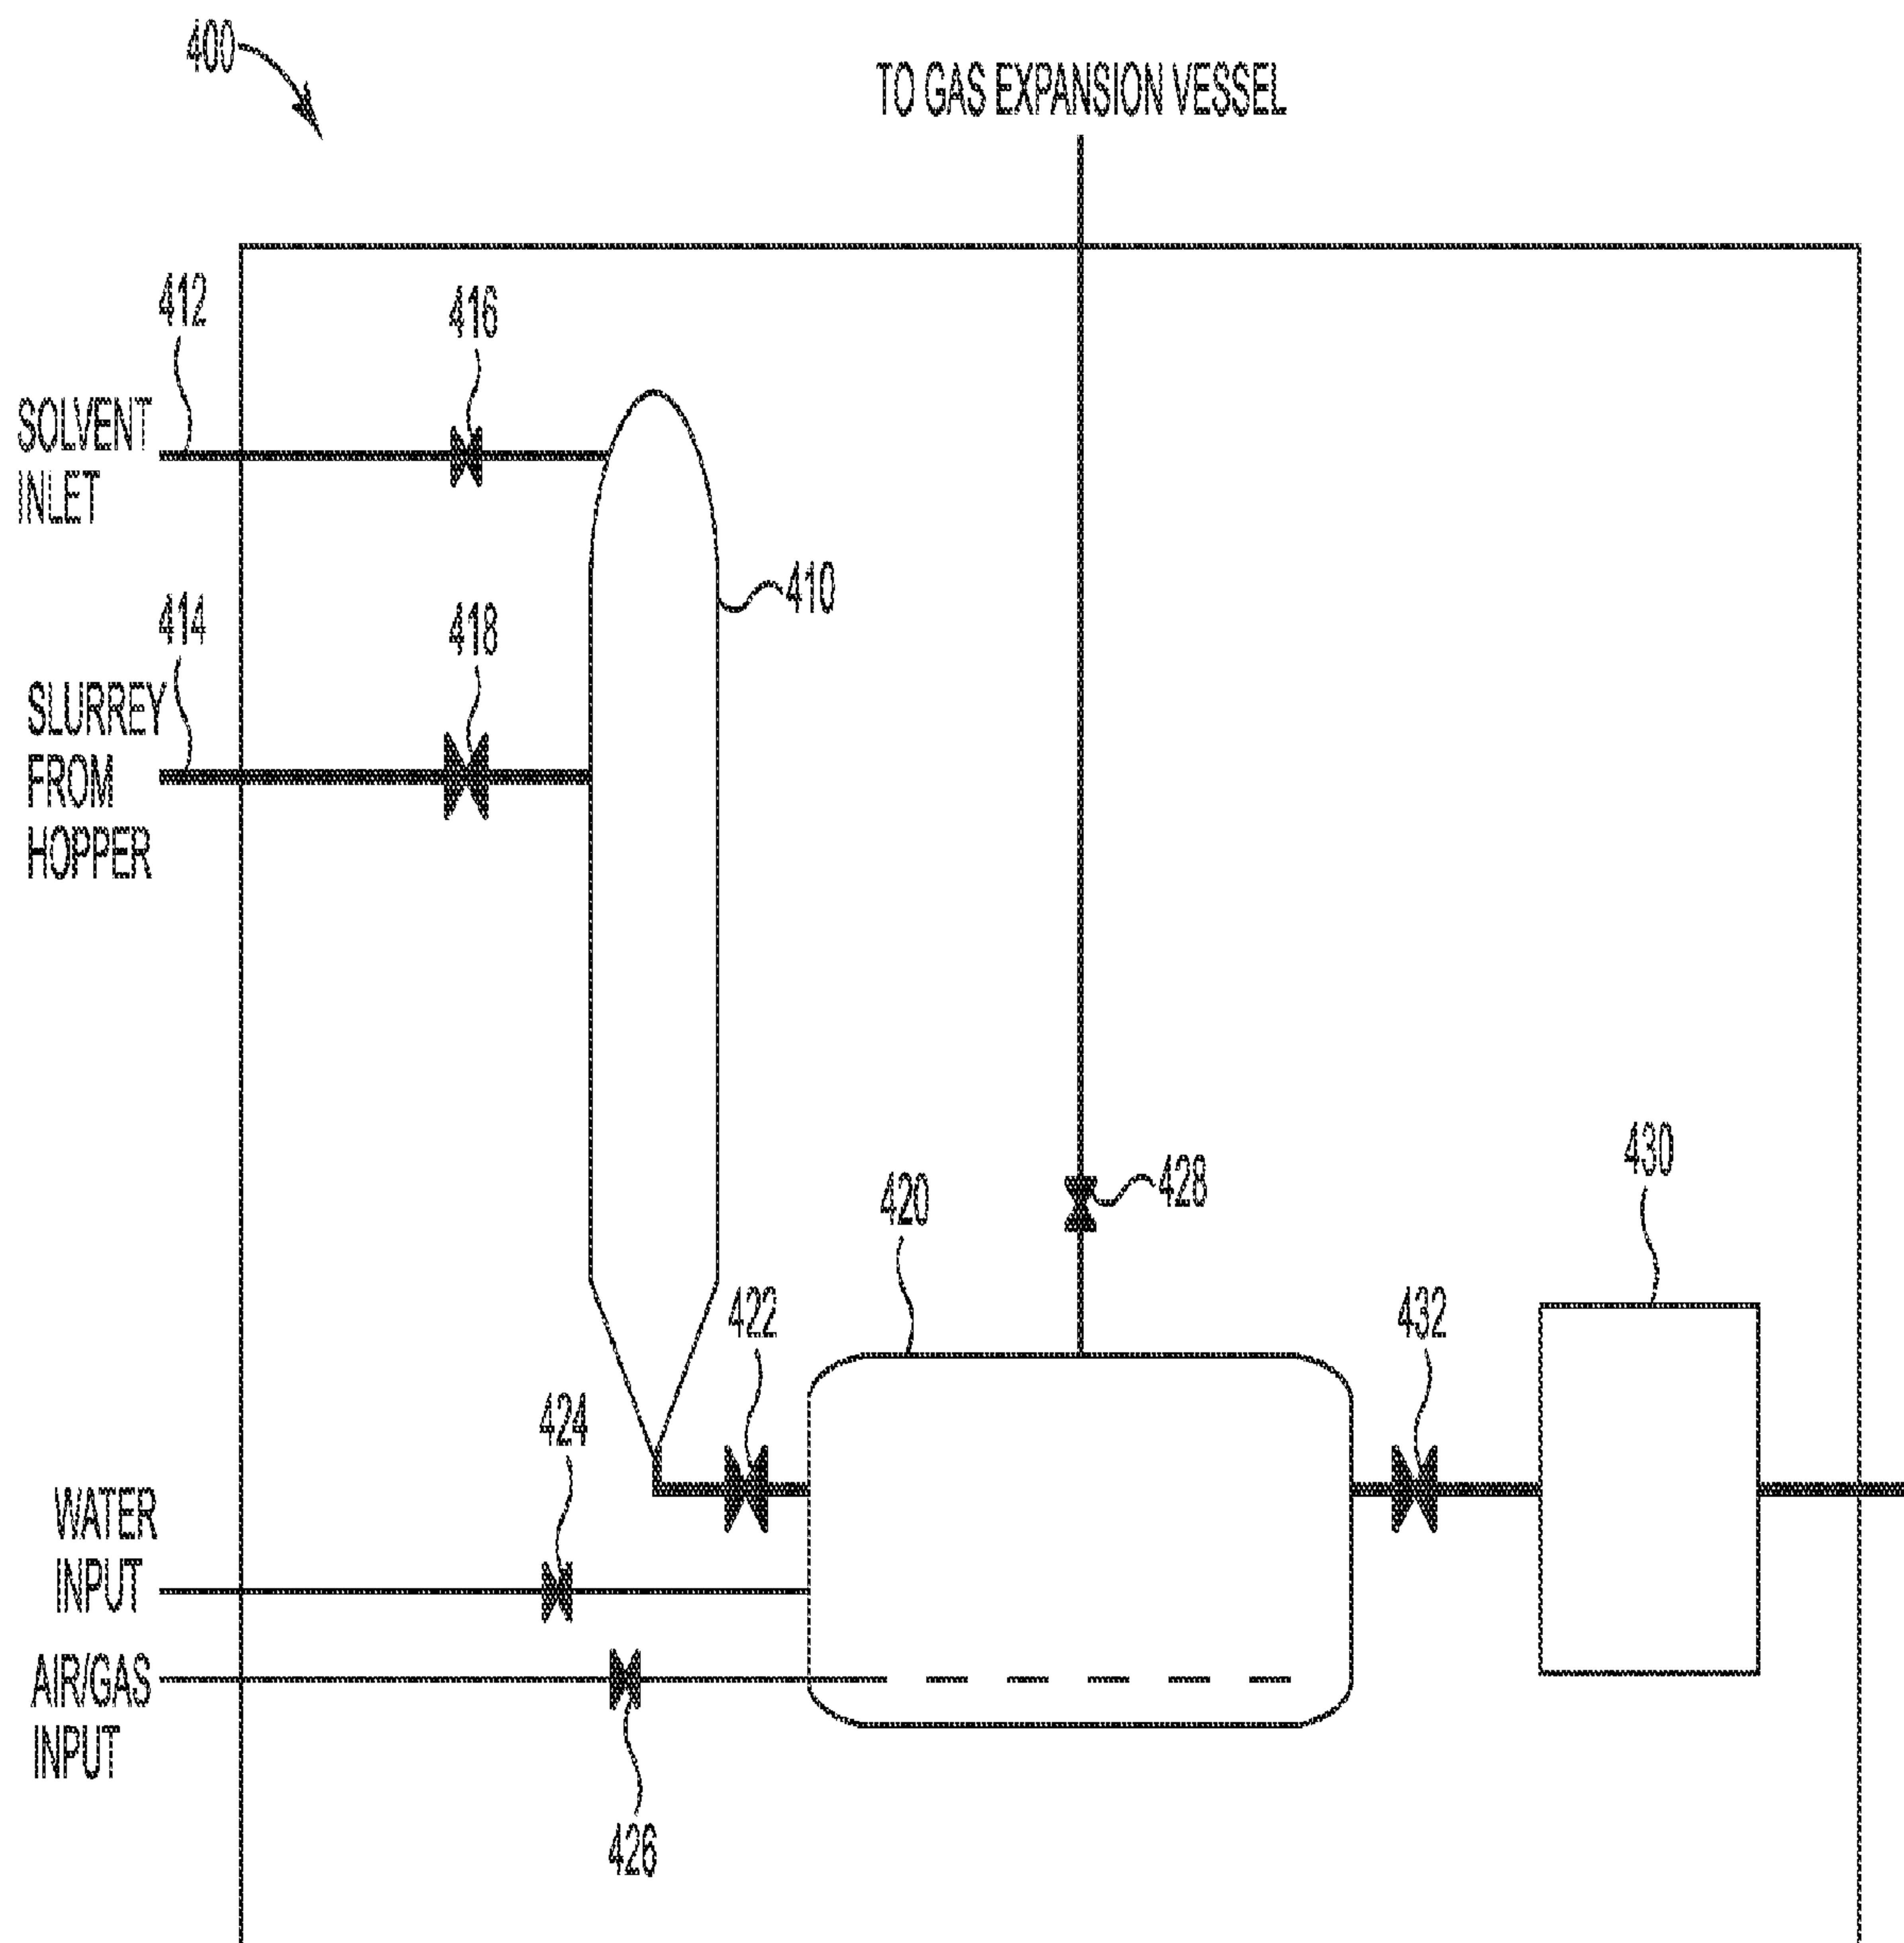 400
TO GAS EXPANSION VESSEL
412
416
SOLVENT
INLET
410
414
418
SLURREY
FROM
HOPPER
430
428
420
422
432
424
WATER
INPUT
AIR/GAS
INPUT
426